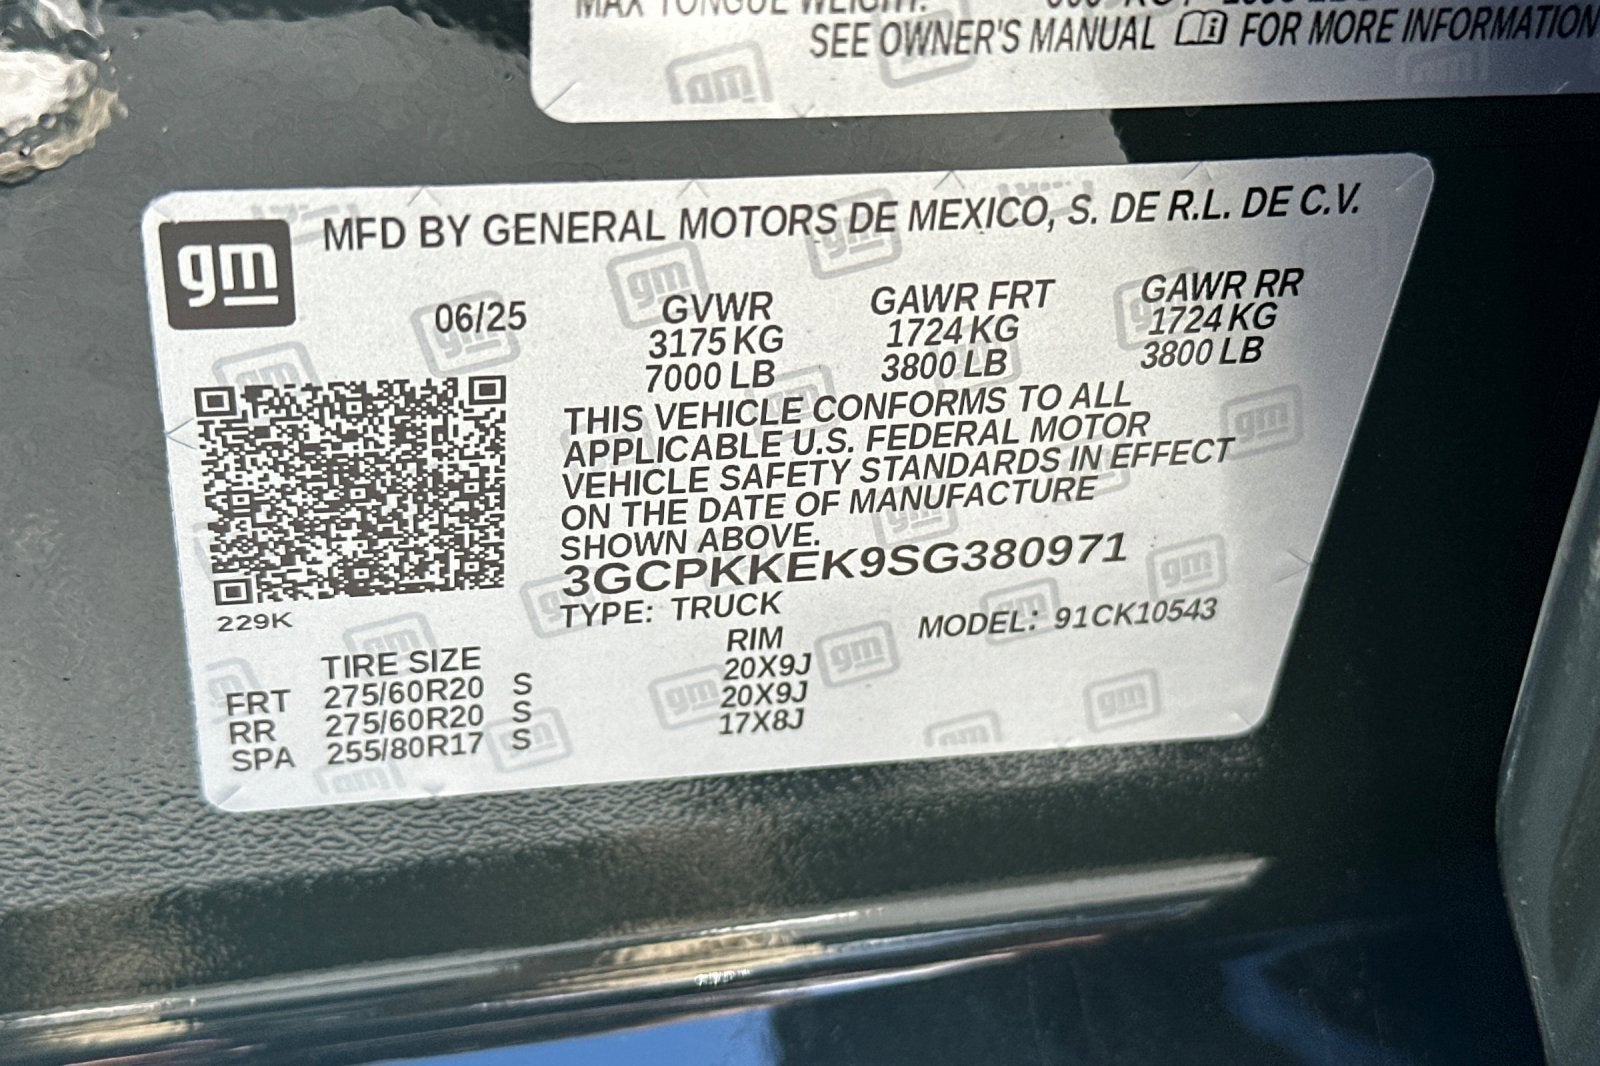 MAX TONGUE WEIGHT:
SEE OWNER'S MANUAL FOR MORE INFORMATION
gm
MFD BY GENERAL MOTORS DE MEXICO, S. DE R.L. DE C.V.
06/25 GVWR GAWR FRT GAWR RR
3175 KG 1724 KG 1724 KG
7000 LB 3800 LB 3800 LB
THIS VEHICLE CONFORMS TO ALL
APPLICABLE U.S. FEDERAL MOTOR
VEHICLE SAFETY STANDARDS IN EFFECT
ON THE DATE OF MANUFACTURE
SHOWN ABOVE.
3GCPKKEK9SG380971
229K
TYPE: TRUCK MODEL: 91CK10543
TIRE SIZE RIM
FRT 275/60R20 S 20X9J
RR 275/60R20 S 20X9J
SPA 255/80R17 S 17X8J